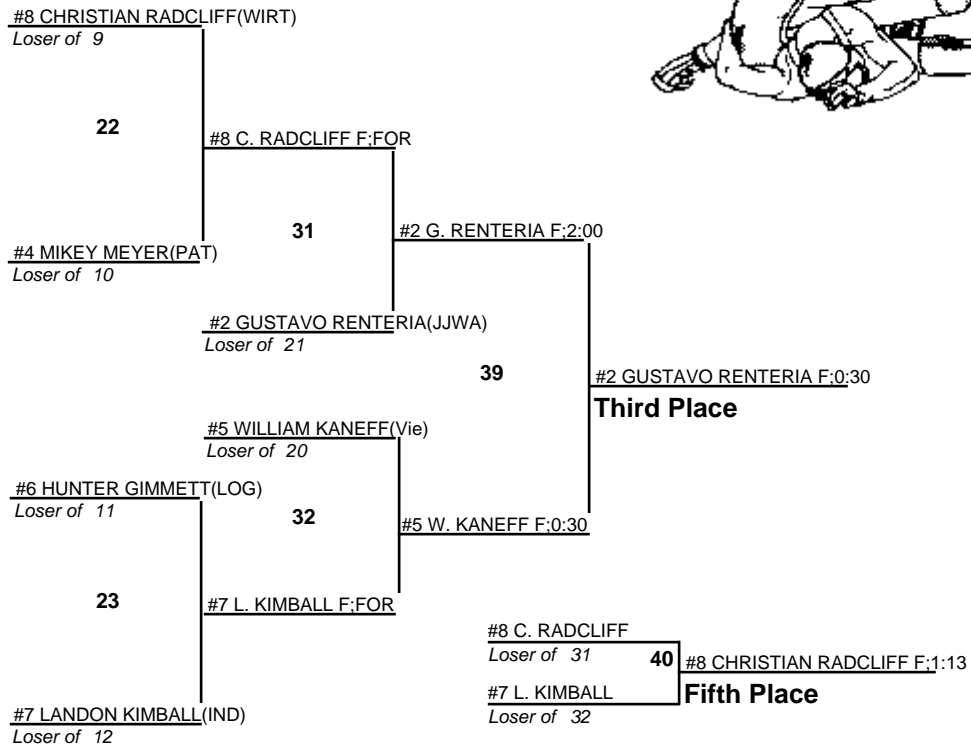 #8 CHRISTIAN RADCLIFF(WIRT)
Loser of 9
22
#8 C. RADCLIFF F;FOR
#4 MIKEY MEYER(PAT)
Loser of 10
31
#2 G. RENTERIA F;2:00
#2 GUSTAVO RENTERIA(JJWA)
Loser of 21
39
#2 GUSTAVO RENTERIA F;0:30
Third Place
#5 WILLIAM KANEFF(Vie)
Loser of 20
#6 HUNTER GIMMETT(LOG)
Loser of 11
32
#5 W. KANEFF F;0:30
23
#7 L. KIMBALL F;FOR
#7 LANDON KIMBALL(IND)
Loser of 12
#8 C. RADCLIFF
Loser of 31
40
#8 CHRISTIAN RADCLIFF F;1:13
Fifth Place
#7 L. KIMBALL
Loser of 32